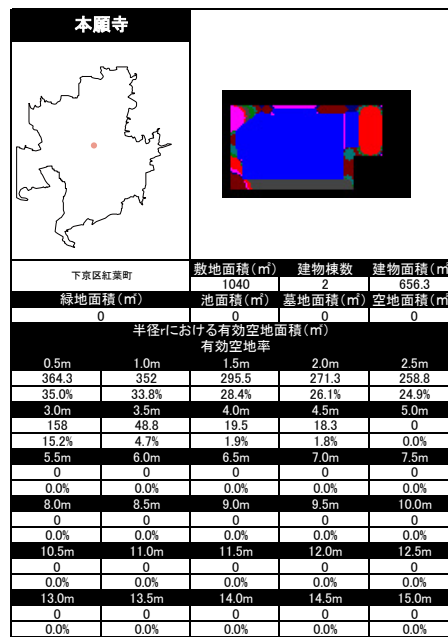 本願寺
下京区紅葉町
敷地面積(㎡) 建物棟数 建物面積(㎡
1040 2 656.3
緑地面積(㎡) 池面積(㎡) 墓地面積(㎡) 空地面積(㎡
0 0 0 0
半径rにおける有効空地面積(㎡)
有効空地率
0.5m 1.0m 1.5m 2.0m 2.5m
364.3 352 295.5 271.3 258.8
35.0% 33.8% 28.4% 26.1% 24.9%
3.0m 3.5m 4.0m 4.5m 5.0m
158 48.8 19.5 18.3 0
15.2% 4.7% 1.9% 1.8% 0.0%
5.5m 6.0m 6.5m 7.0m 7.5m
0 0 0 0 0
0.0% 0.0% 0.0% 0.0% 0.0%
8.0m 8.5m 9.0m 9.5m 10.0m
0 0 0 0 0
0.0% 0.0% 0.0% 0.0% 0.0%
10.5m 11.0m 11.5m 12.0m 12.5m
0 0 0 0 0
0.0% 0.0% 0.0% 0.0% 0.0%
13.0m 13.5m 14.0m 14.5m 15.0m
0 0 0 0 0
0.0% 0.0% 0.0% 0.0% 0.0%